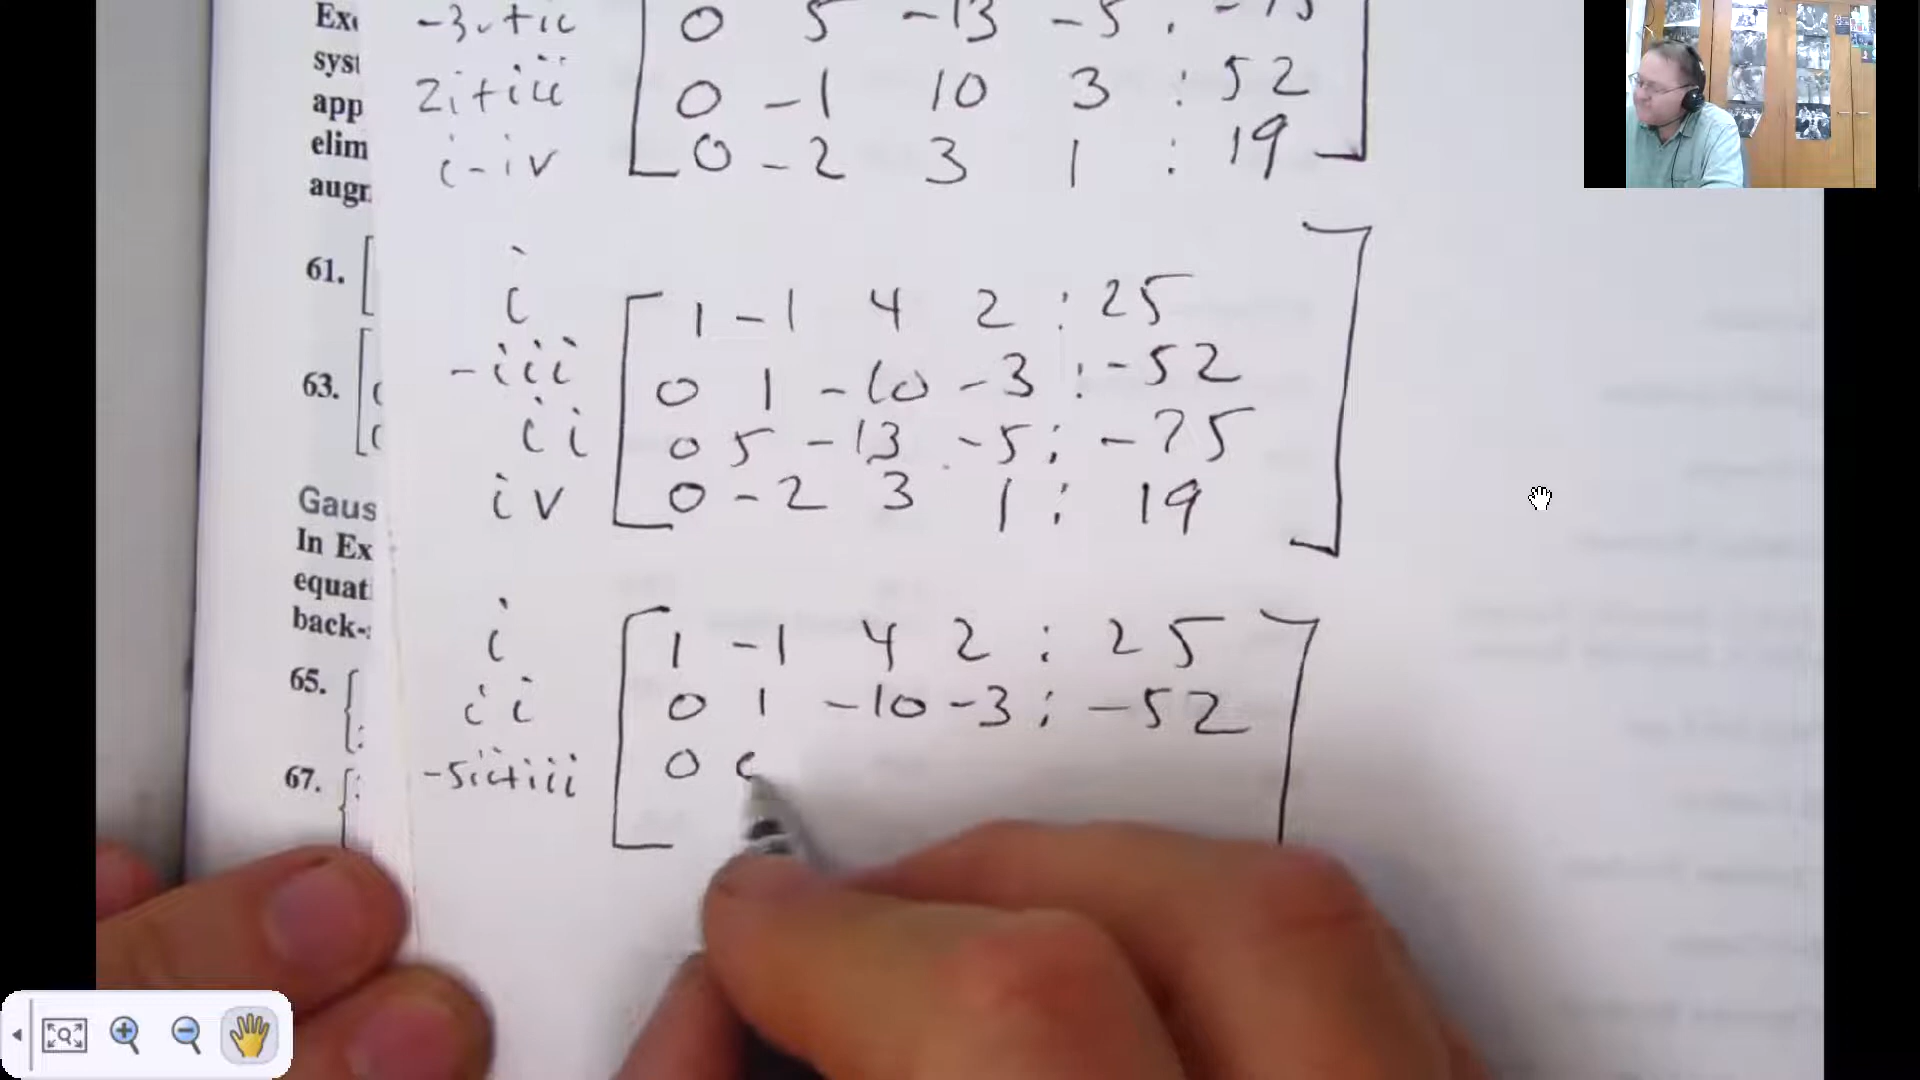 Exe
-3i+ii [ 0 5 -13 -5 : -75
syst
app 2i+iii 0 -1 10 3 : 52
elim i-iv 0 -2 3 1 : 19 ]
augr
61. [ i [ 1 -1 4 2 : 25 ]
63. [ -iii 0 1 -10 -3 : -52
ii 0 5 -13 -5 : -75
Gaus iv 0 -2 3 1 : 19
In Ex
equat
back-
i [ 1 -1 4 2 : 25 ]
65. { ii 0 1 -10 -3 : -52
67. { -5ii+iii 0 0